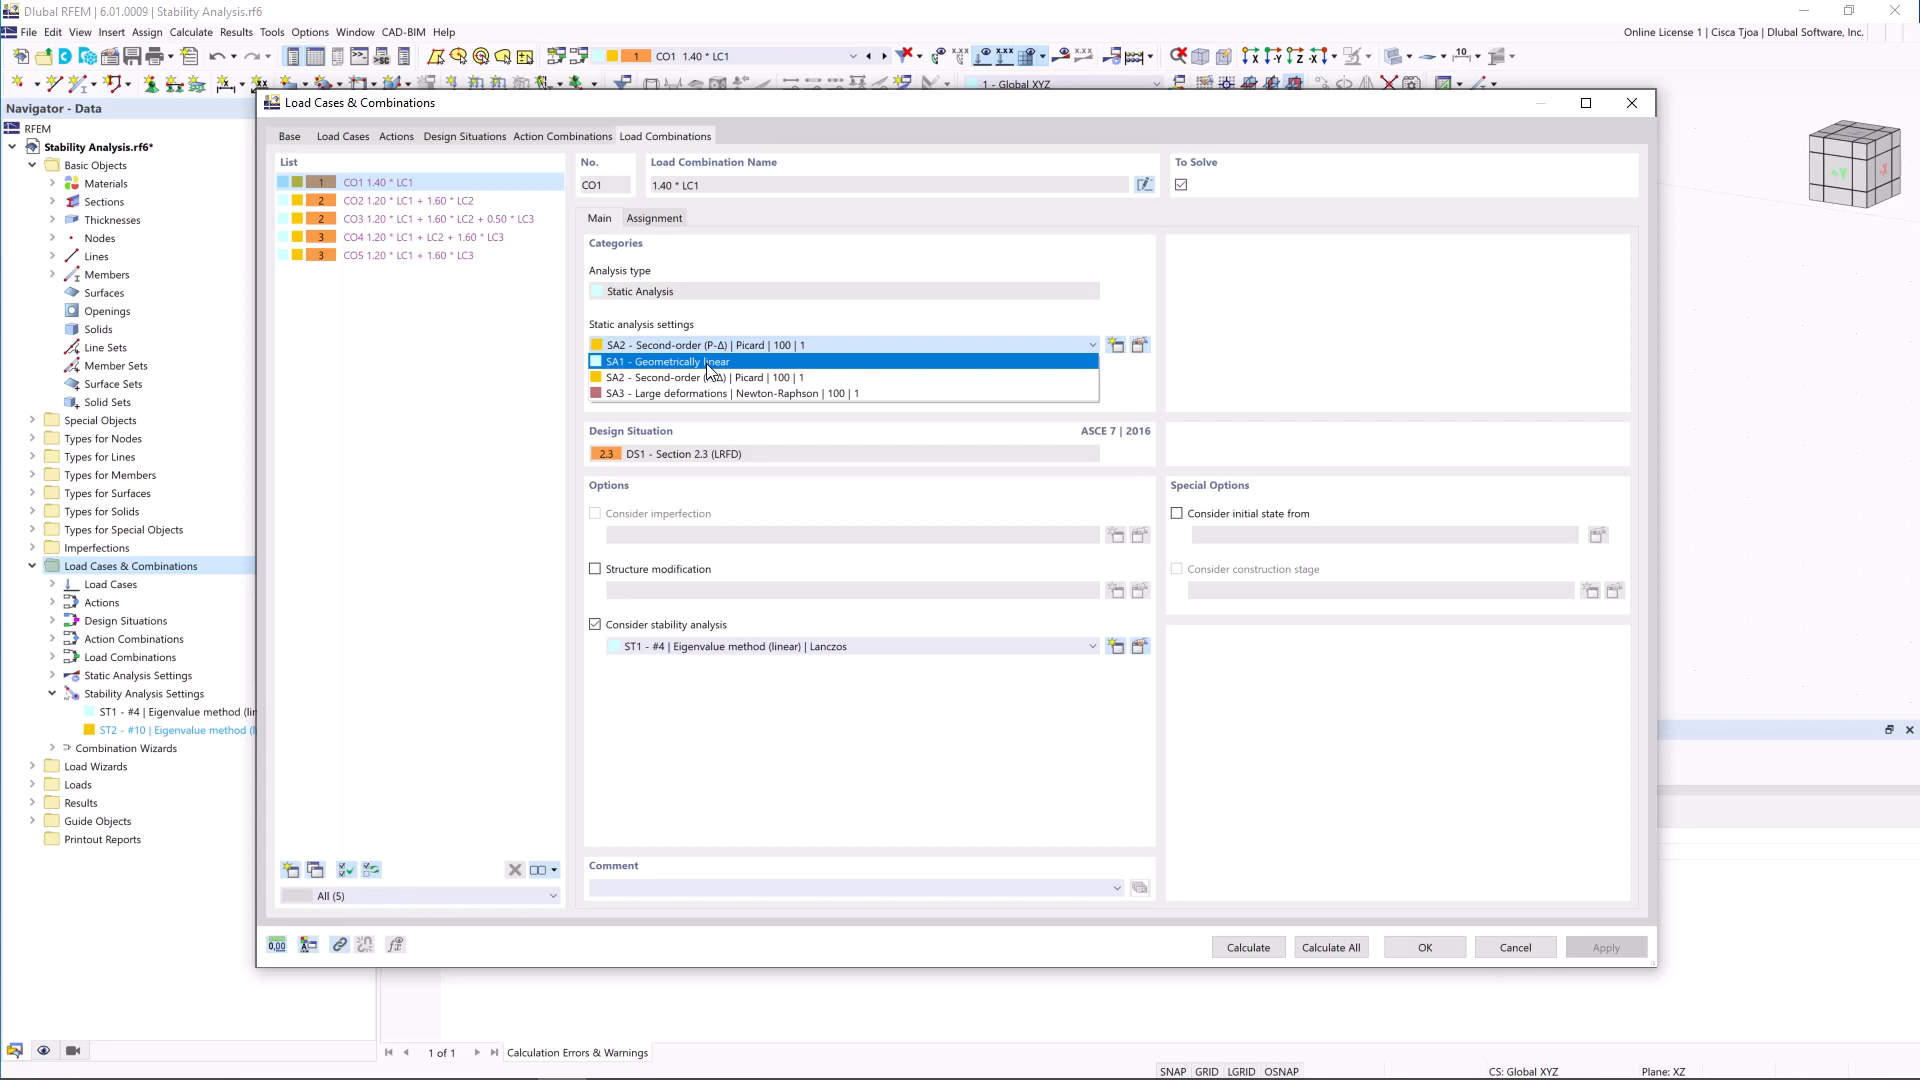 Dlubal RFEM | 6.01.0009 | Stability Analysis.rf6
File Edit View Insert Assign Calculate Results Tools Options Window CAD-BIM Help
Online License 1 | Cisca Tjoa | Dlubal Software, Inc.
1 CO1 1.40 * LC1
1 - Global XYZ
Navigator - Data
RFEM
Stability Analysis.rf6*
Basic Objects
Materials
Sections
Thicknesses
Nodes
Lines
Members
Surfaces
Openings
Solids
Line Sets
Member Sets
Surface Sets
Solid Sets
Special Objects
Types for Nodes
Types for Lines
Types for Members
Types for Surfaces
Types for Solids
Types for Special Objects
Imperfections
Load Cases & Combinations
Load Cases
Actions
Design Situations
Action Combinations
Load Combinations
Static Analysis Settings
Stability Analysis Settings
ST1 - #4 | Eigenvalue method (lin
ST2 - #10 | Eigenvalue method (l
Combination Wizards
Load Wizards
Loads
Results
Guide Objects
Printout Reports
Load Cases & Combinations
Base Load Cases Actions Design Situations Action Combinations Load Combinations
List
1 CO1 1.40 * LC1
2 CO2 1.20 * LC1 + 1.60 * LC2
2 CO3 1.20 * LC1 + 1.60 * LC2 + 0.50 * LC3
3 CO4 1.20 * LC1 + LC2 + 1.60 * LC3
3 CO5 1.20 * LC1 + 1.60 * LC3
All (5)
No.
CO1
Load Combination Name
1.40 * LC1
To Solve
Main Assignment
Categories
Analysis type
Static Analysis
Static analysis settings
SA2 - Second-order (P-Δ) | Picard | 100 | 1
SA1 - Geometrically linear
SA2 - Second-order (P-Δ) | Picard | 100 | 1
SA3 - Large deformations | Newton-Raphson | 100 | 1
Design Situation
ASCE 7 | 2016
2.3 DS1 - Section 2.3 (LRFD)
Options
Consider imperfection
Structure modification
Consider stability analysis
ST1 - #4 | Eigenvalue method (linear) | Lanczos
Special Options
Consider initial state from
Consider construction stage
Comment
Calculate Calculate All OK Cancel Apply
1 of 1 Calculation Errors & Warnings
SNAP GRID LGRID OSNAP
CS: Global XYZ
Plane: XZ